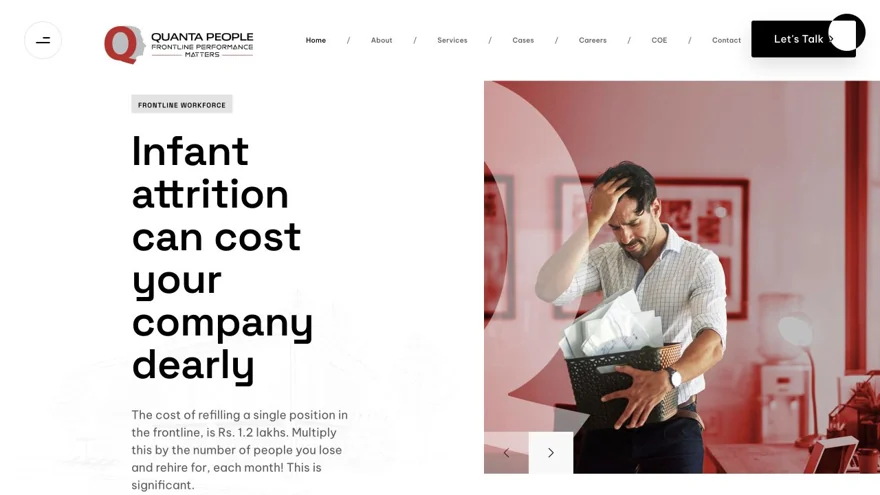 QUANTA PEOPLE
FRONTLINE PERFORMANCE
MATTERS
Home / About / Services / Cases / Careers / COE / Contact
Let's Talk
FRONTLINE WORKFORCE
Infant
attrition
can cost
your
company
dearly
The cost of refilling a single position in
the frontline, is Rs. 1.2 lakhs. Multiply
this by the number of people you lose
and rehire for, each month! This is
significant.